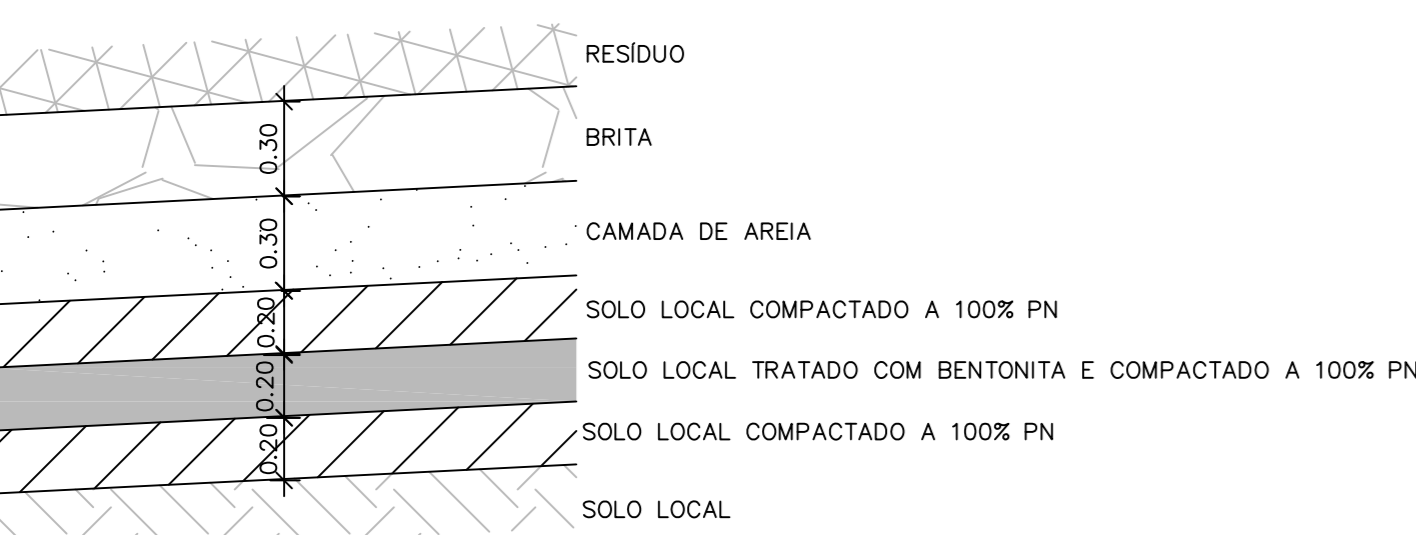 RESÍDUO
0.30
BRITA
0.30
CAMADA DE AREIA
0.20
SOLO LOCAL COMPACTADO A 100% PN
0.20
SOLO LOCAL TRATADO COM BENTONITA E COMPACTADO A 100% PN
0.20
SOLO LOCAL COMPACTADO A 100% PN
SOLO LOCAL